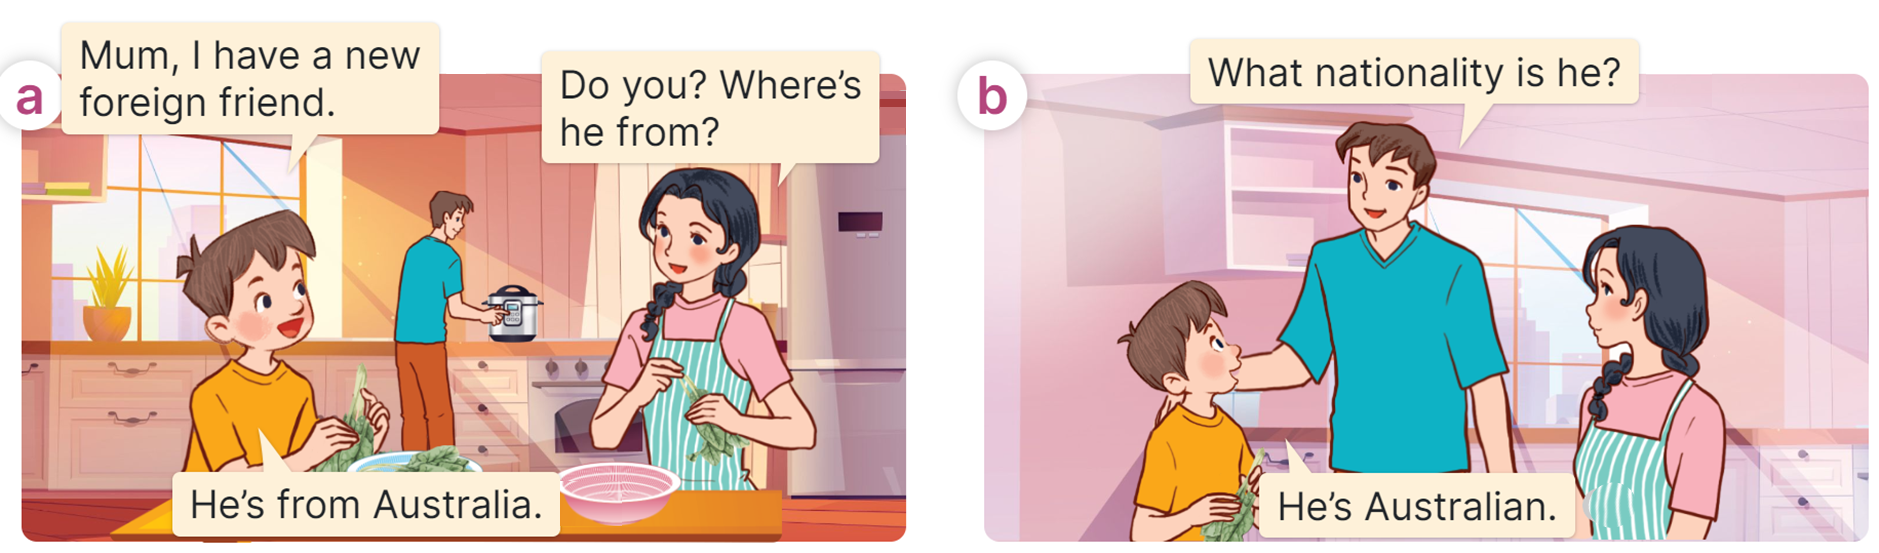 a
Mum, I have a new
foreign friend.
Do you? Where's
he from?
He's from Australia.
b
What nationality is he?
He's Australian.